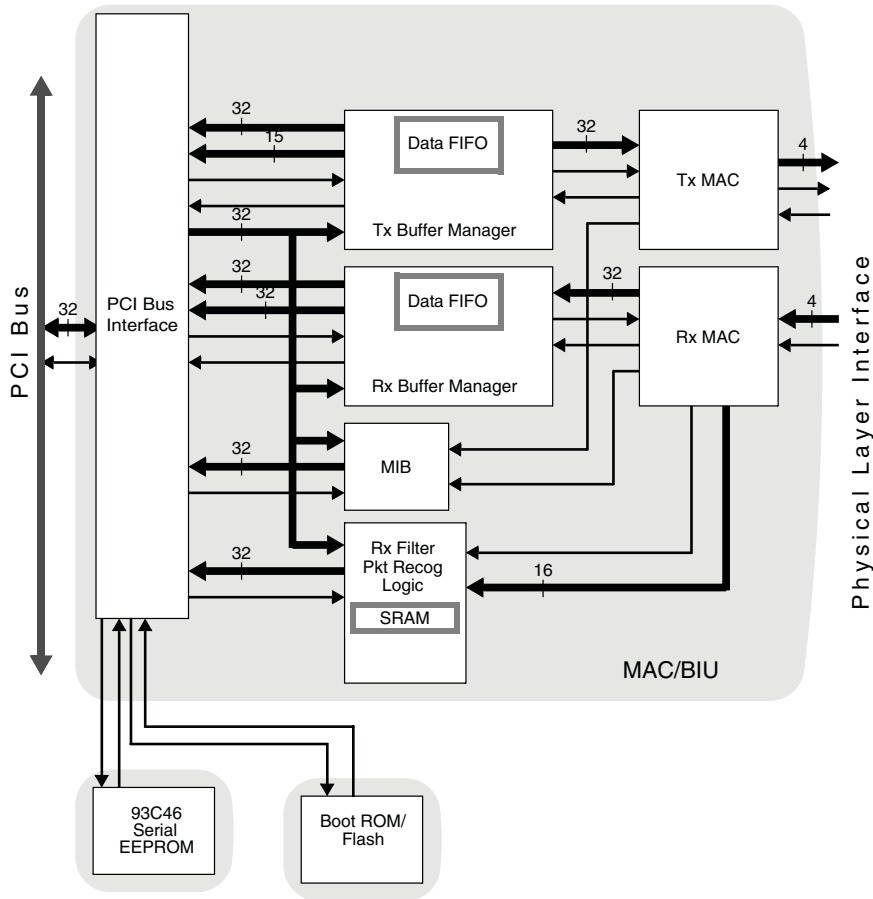 32
15
32
32
32
32
32
Data FIFO
Tx Buffer Manager
32
Tx MAC
4
PCI Bus
32
PCI Bus
Interface
Data FIFO
Rx Buffer Manager
32
Rx MAC
4
Physical Layer Interface
MIB
Rx Filter
Pkt Recog
Logic
SRAM
16
MAC/BIU
93C46
Serial
EEPROM
Boot ROM/
Flash